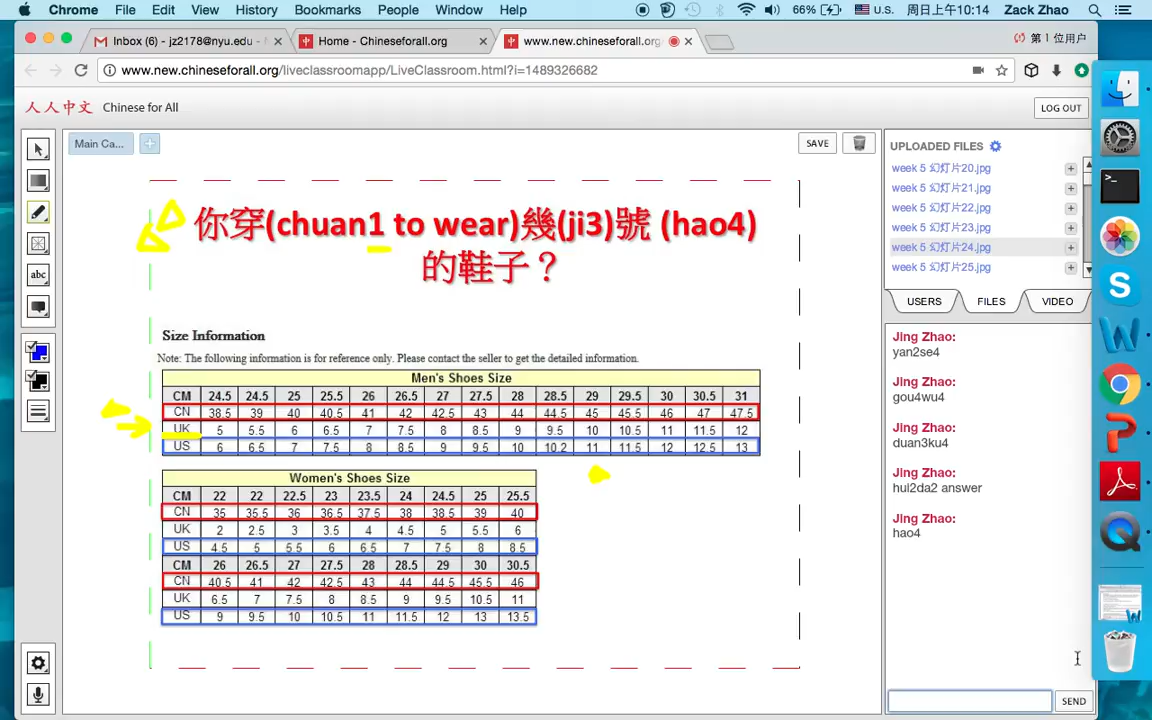 Chrome File Edit View History Bookmarks People Window Help 66% U.S. 周日上午10:14 Zack Zhao
Inbox (6) - jz2178@nyu.edu - Home - Chineseforall.org www.new.chineseforall.org 第 1 位用户
www.new.chineseforall.org/liveclassroomapp/LiveClassroom.html?i=1489326682
人人中文 Chinese for All LOG OUT
Main Ca... SAVE
abc
你穿(chuan1 to wear)幾(ji3)號 (hao4)
的鞋子？
Size Information
Note: The following information is for reference only. Please contact the seller to get the detailed information.
Men's Shoes Size
CM 24.5 24.5 25 25.5 26 26.5 27 27.5 28 28.5 29 29.5 30 30.5 31
CN 38.5 39 40 40.5 41 42 42.5 43 44 44.5 45 45.5 46 47 47.5
UK 5 5.5 6 6.5 7 7.5 8 8.5 9 9.5 10 10.5 11 11.5 12
US 6 6.5 7 7.5 8 8.5 9 9.5 10 10.2 11 11.5 12 12.5 13
Women's Shoes Size
CM 22 22 22.5 23 23.5 24 24.5 25 25.5
CN 35 35.5 36 36.5 37.5 38 38.5 39 40
UK 2 2.5 3 3.5 4 4.5 5 5.5 6
US 4.5 5 5.5 6 6.5 7 7.5 8 8.5
CM 26 26.5 27 27.5 28 28.5 29 30 30.5
CN 40.5 41 42 42.5 43 44 44.5 45.5 46
UK 6.5 7 7.5 8 8.5 9 9.5 10.5 11
US 9 9.5 10 10.5 11 11.5 12 13 13.5
UPLOADED FILES
week 5 幻灯片20.jpg
week 5 幻灯片21.jpg
week 5 幻灯片22.jpg
week 5 幻灯片23.jpg
week 5 幻灯片24.jpg
week 5 幻灯片25.jpg
USERS FILES VIDEO
Jing Zhao:
yan2se4
Jing Zhao:
gou4wu4
Jing Zhao:
duan3ku4
Jing Zhao:
hui2da2 answer
Jing Zhao:
hao4
SEND